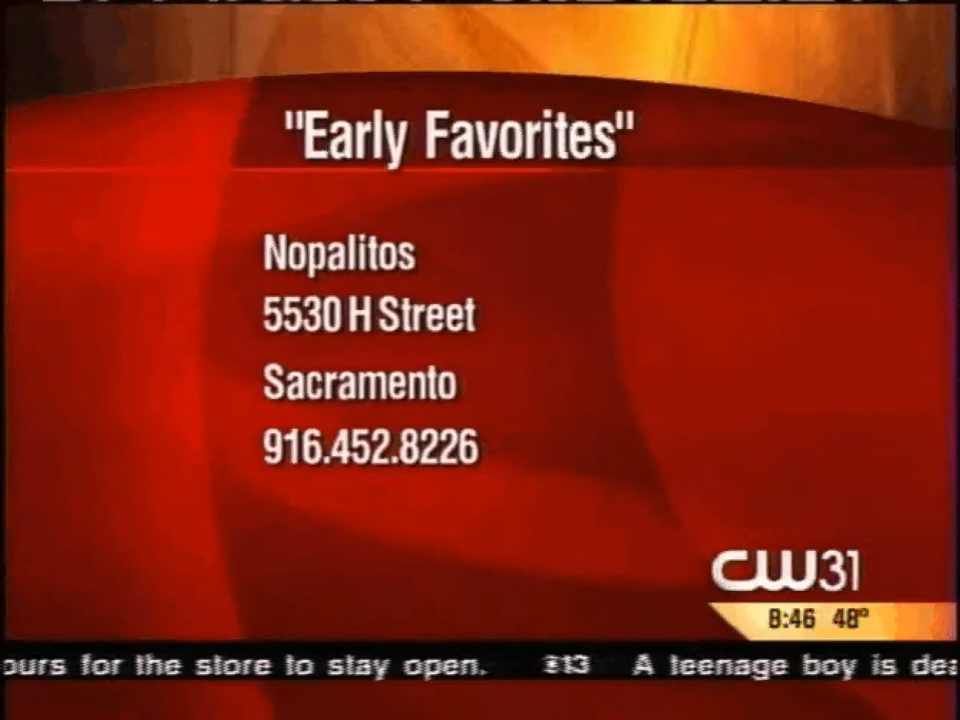 "Early Favorites"
Nopalitos
5530 H Street
Sacramento
916.452.8226
CW31
8:46 48°
ours for the store to stay open. 13 A teenage boy is